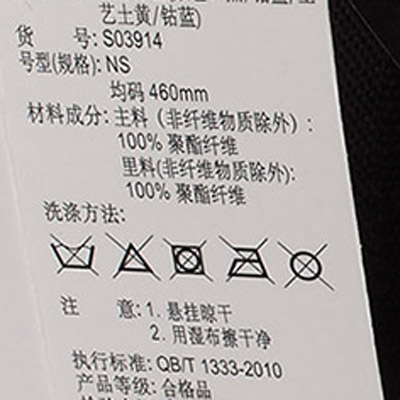 艺士黄/钴蓝)
货 号: S03914
号型(规格): NS
均码 460mm
材料成分: 主料 (非纤维物质除外) :
100% 聚酯纤维
里料(非纤维物质除外):
100% 聚酯纤维
洗涤方法:
注 意: 1. 悬挂晾干
2. 用湿布擦干净
执行标准: QB/T 1333-2010
产品等级: 合格品